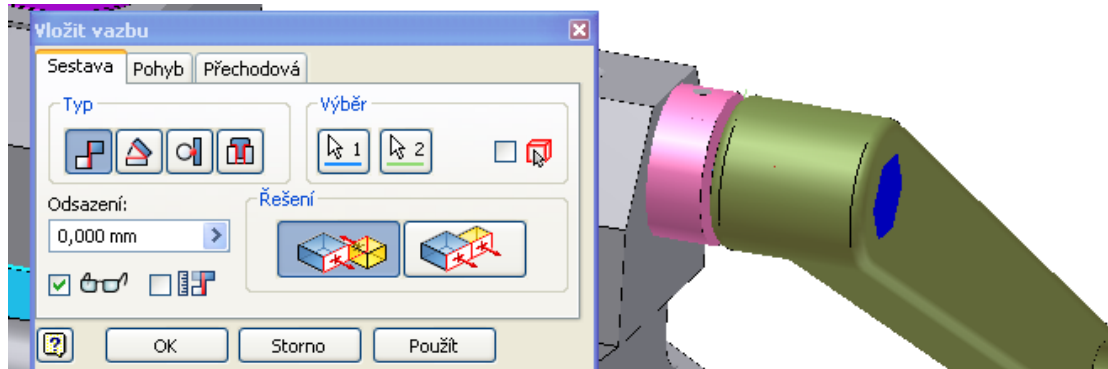 Vložit vazbu
Sestava Pohyb Přechodová
Typ Výběr
1 2
Odsazení: Řešení
0,000 mm
OK Storno Použít